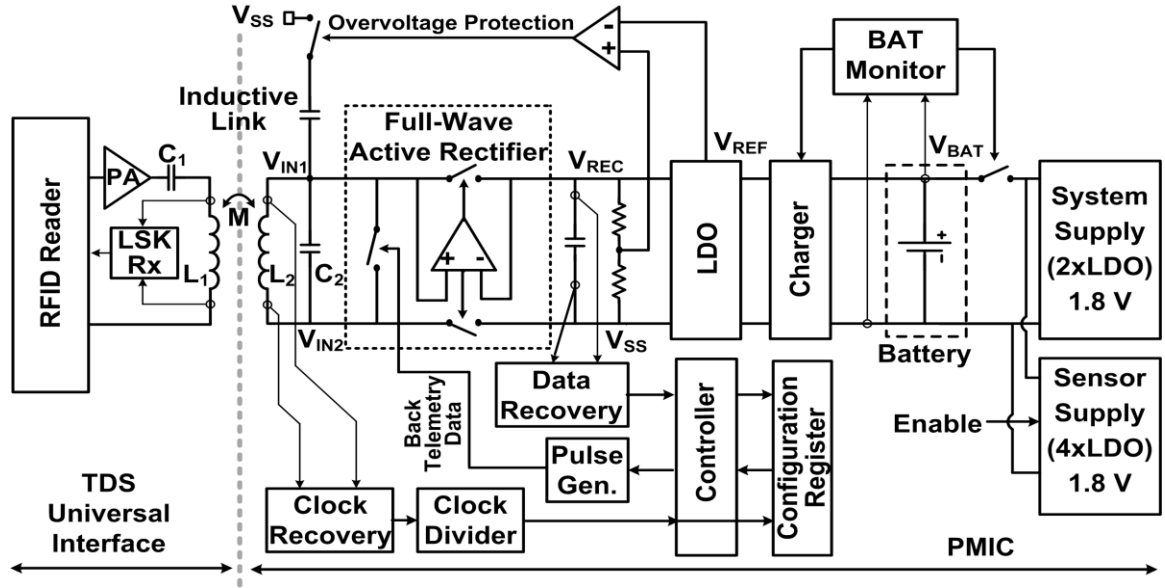 V_SS
Overvoltage Protection
-
+
BAT
Monitor
Inductive
Link
Full-Wave
Active Rectifier
RFID Reader
PA
C_1
V_IN1
V_REC
V_REF
V_BAT
M
LSK
Rx
L_1
L_2
C_2
+ -
LDO
Charger
+
-
System
Supply
(2xLDO)
1.8 V
V_IN2
V_SS
Battery
Back
Telemetry
Data
Data
Recovery
Controller
Configuration
Register
Enable
Sensor
Supply
(4xLDO)
1.8 V
Pulse
Gen.
Clock
Recovery
Clock
Divider
TDS
Universal
Interface
PMIC